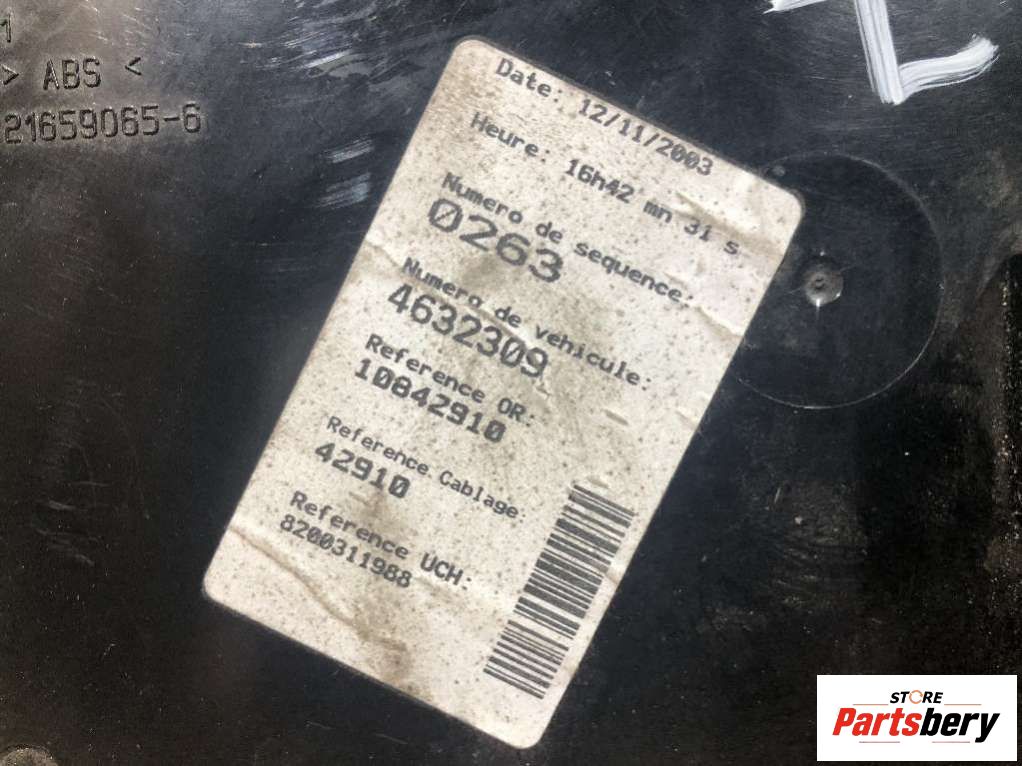 1
> ABS <
21659065-6
Date: 12/11/2003
Heure: 16h42 mn 31 s
Numero de sequence:
0263
Numero de vehicule:
4632309
Reference OR:
10842910
Reference Cablage:
42910
Reference UCH:
8200311988
STORE
Partsbery